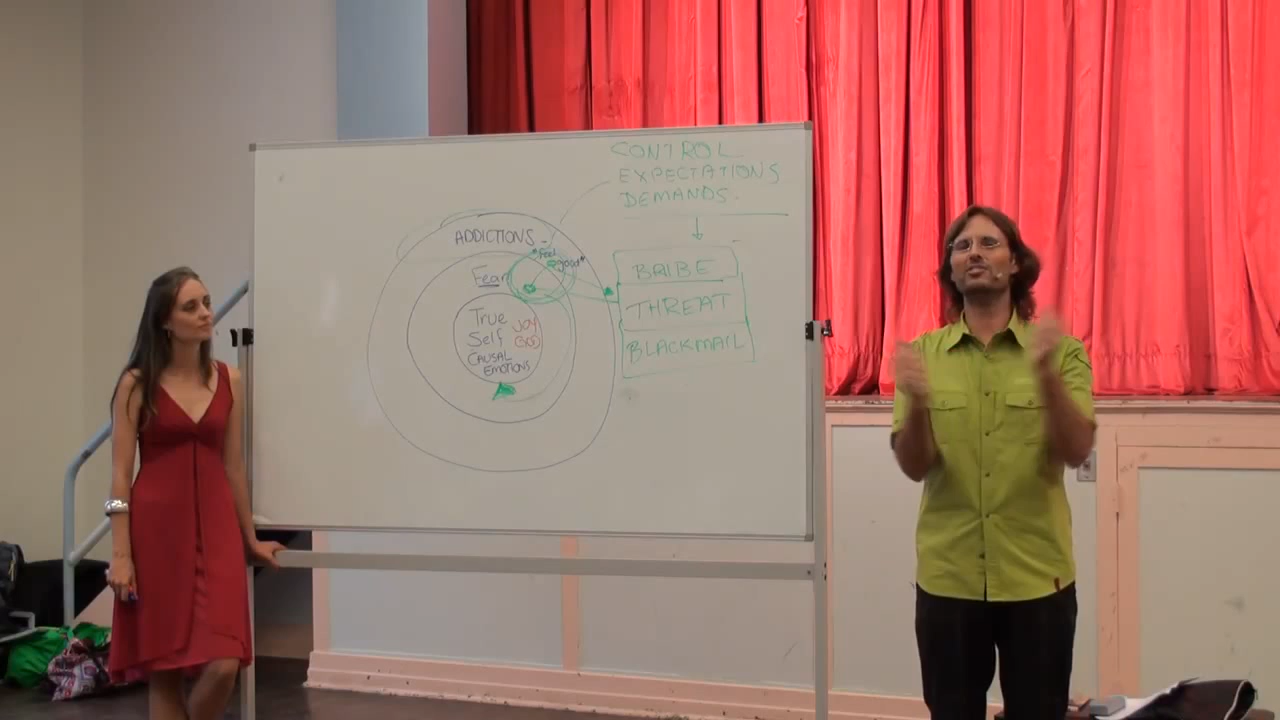 CONTROL
EXPECTATIONS
DEMANDS.
ADDICTIONS
"Feel
good"
Fear
BRIBE
THREAT
BLACKMAIL
True
Self
JOY
GOD
CAUSAL
EMOTIONS